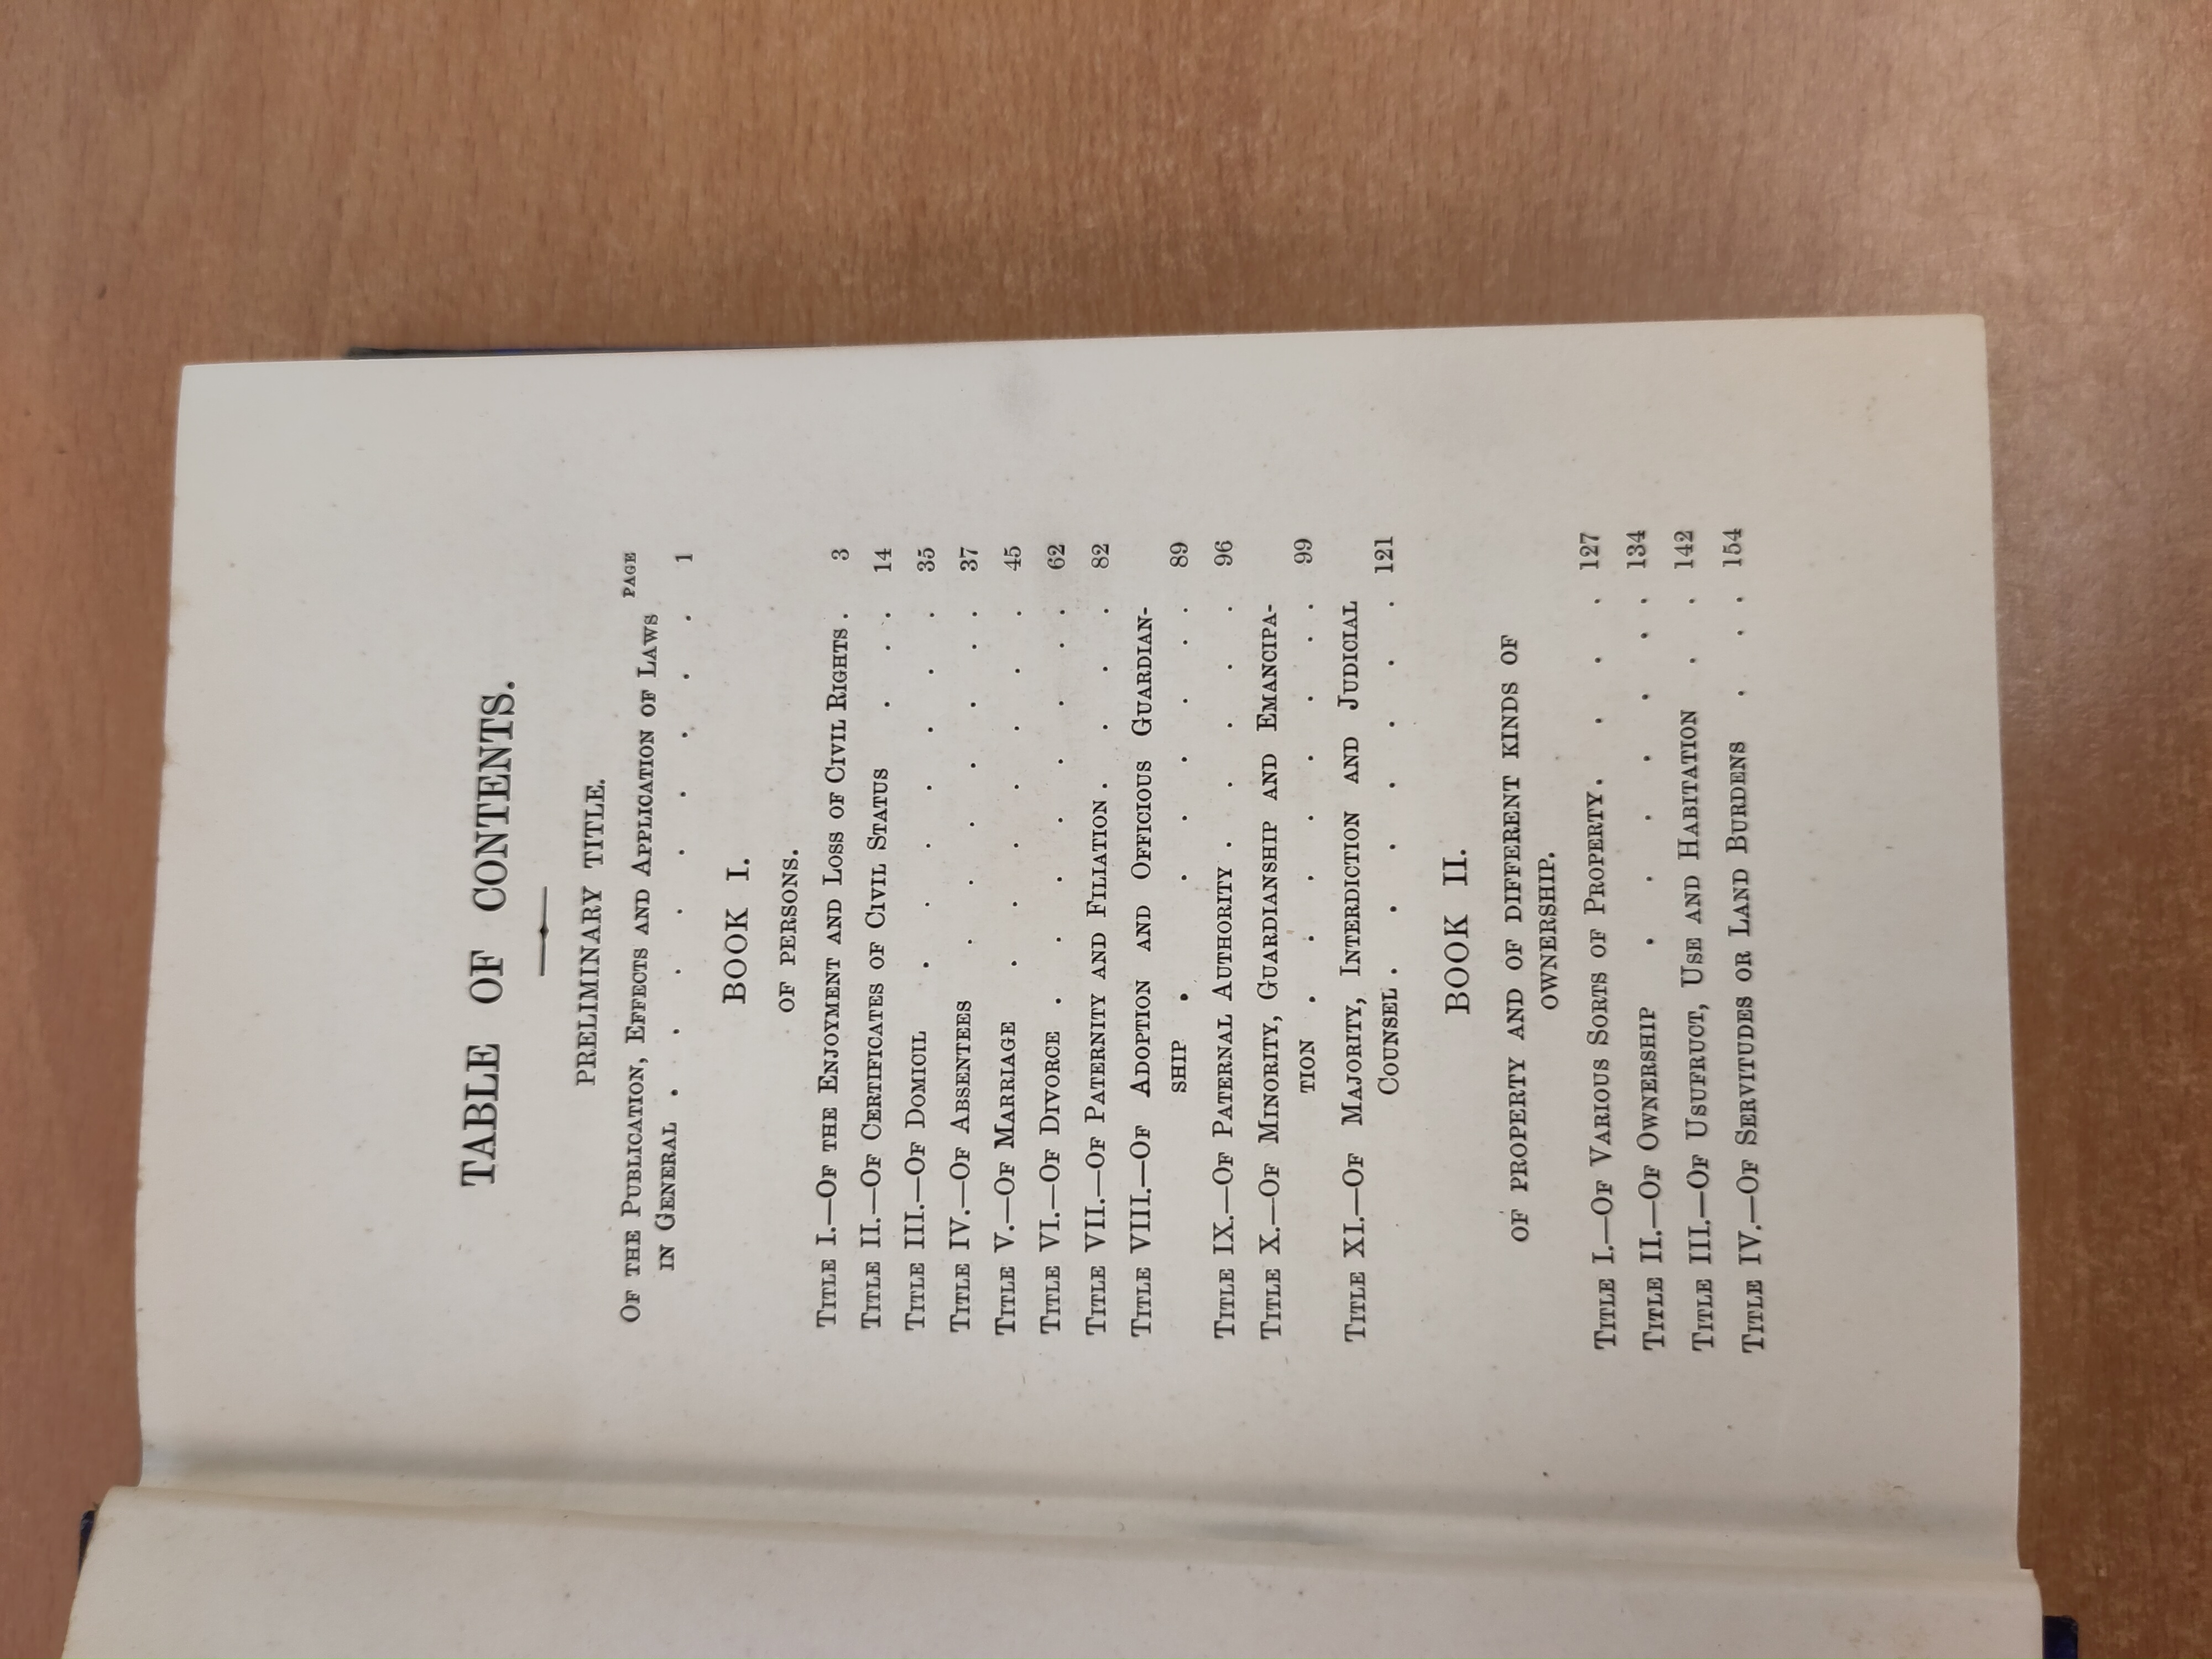 TABLE OF CONTENTS.
PRELIMINARY TITLE.
PAGE
Of the Publication, Effects and Application of Laws
in General . . . . . . . . . . 1
BOOK I.
OF PERSONS.
Title I.—Of the Enjoyment and Loss of Civil Rights . 3
Title II.—Of Certificates of Civil Status . . . 14
Title III.—Of Domicil . . . . . . . 35
Title IV.—Of Absentees . . . . . . . 37
Title V.—Of Marriage . . . . . . . 45
Title VI.—Of Divorce . . . . . . . 62
Title VII.—Of Paternity and Filiation . . . . 82
Title VIII.—Of Adoption and Officious Guardian-
ship . . . . . . . . 89
Title IX.—Of Paternal Authority . . . . . 96
Title X.—Of Minority, Guardianship and Emancipa-
tion . . . . . . . . 99
Title XI.—Of Majority, Interdiction and Judicial
Counsel . . . . . . . 121
BOOK II.
OF PROPERTY AND OF DIFFERENT KINDS OF
OWNERSHIP.
Title I.—Of Various Sorts of Property . . . . 127
Title II.—Of Ownership . . . . . . . 134
Title III.—Of Usufruct, Use and Habitation . . 142
Title IV.—Of Servitudes or Land Burdens . . . 154